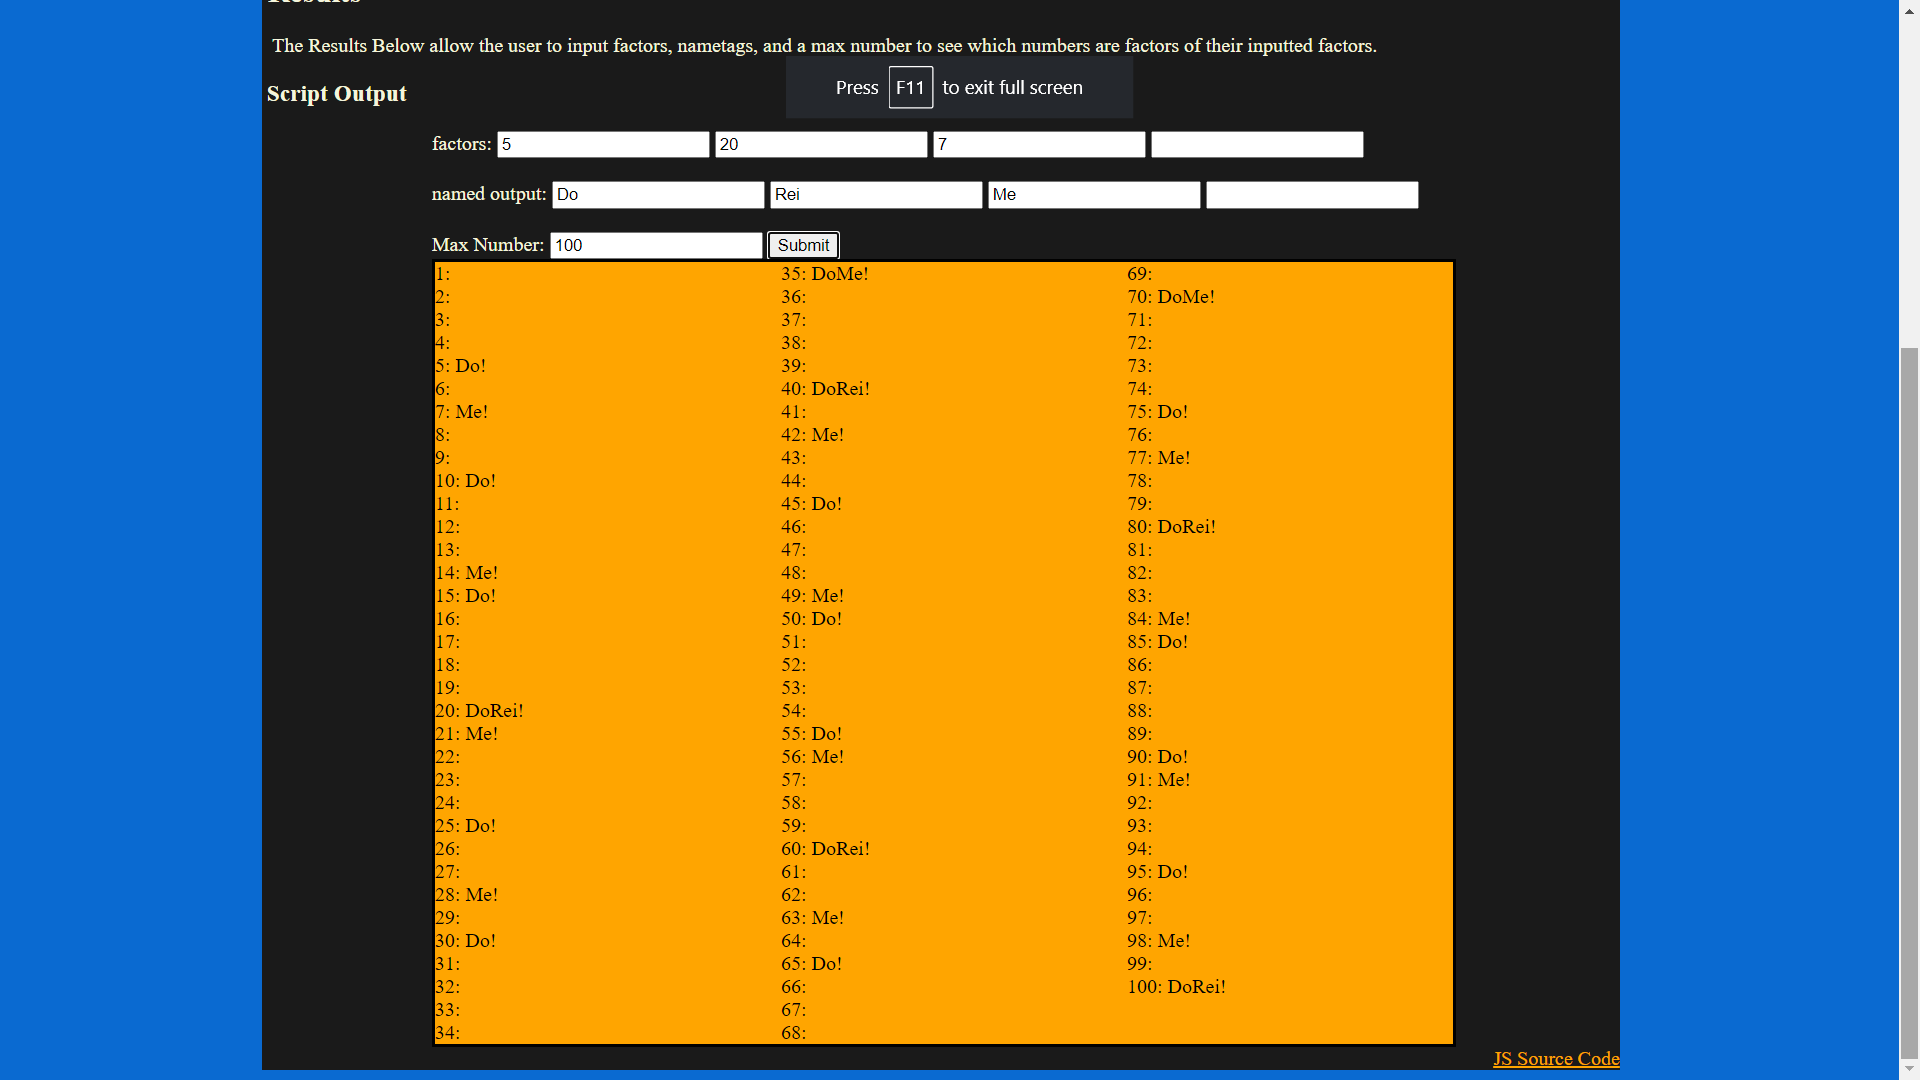 Results
The Results Below allow the user to input factors, nametags, and a max number to see which numbers are factors of their inputted factors.
Press F11 to exit full screen
Script Output
factors: 5 20 7
named output: Do Rei Me
Max Number: 100 Submit
1:
2:
3:
4:
5: Do!
6:
7: Me!
8:
9:
10: Do!
11:
12:
13:
14: Me!
15: Do!
16:
17:
18:
19:
20: DoRei!
21: Me!
22:
23:
24:
25: Do!
26:
27:
28: Me!
29:
30: Do!
31:
32:
33:
34:
35: DoMe!
36:
37:
38:
39:
40: DoRei!
41:
42: Me!
43:
44:
45: Do!
46:
47:
48:
49: Me!
50: Do!
51:
52:
53:
54:
55: Do!
56: Me!
57:
58:
59:
60: DoRei!
61:
62:
63: Me!
64:
65: Do!
66:
67:
68:
69:
70: DoMe!
71:
72:
73:
74:
75: Do!
76:
77: Me!
78:
79:
80: DoRei!
81:
82:
83:
84: Me!
85: Do!
86:
87:
88:
89:
90: Do!
91: Me!
92:
93:
94:
95: Do!
96:
97:
98: Me!
99:
100: DoRei!
JS Source Code